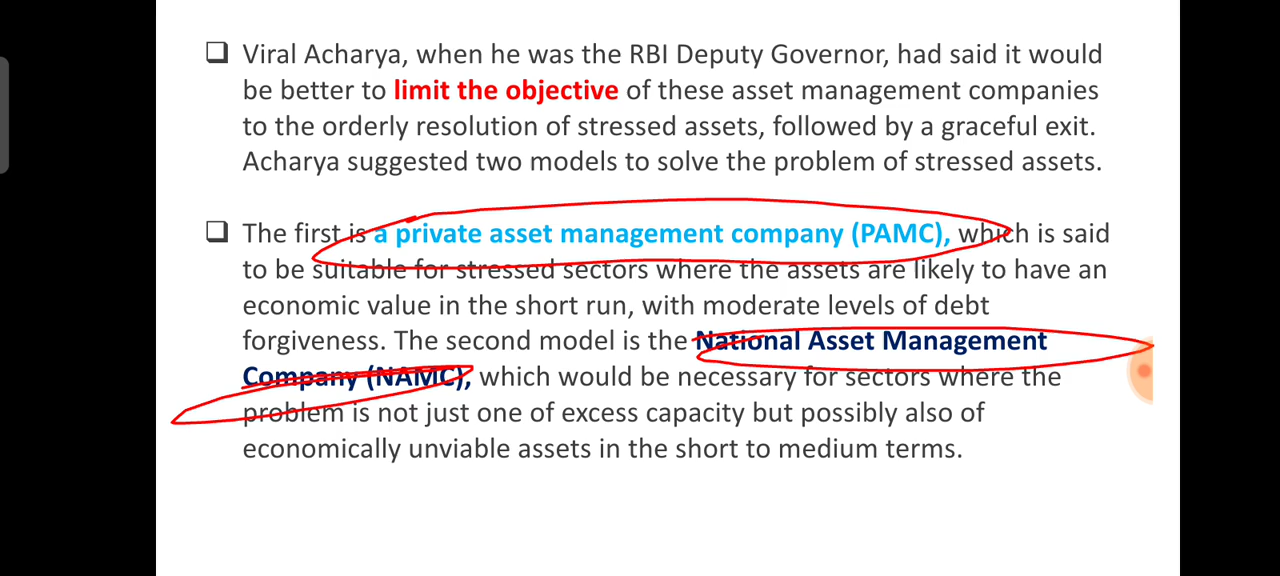 Viral Acharya, when he was the RBI Deputy Governor, had said it would
be better to limit the objective of these asset management companies
to the orderly resolution of stressed assets, followed by a graceful exit.
Acharya suggested two models to solve the problem of stressed assets.
The first is a private asset management company (PAMC), which is said
to be suitable for stressed sectors where the assets are likely to have an
economic value in the short run, with moderate levels of debt
forgiveness. The second model is the National Asset Management
Company (NAMC), which would be necessary for sectors where the
problem is not just one of excess capacity but possibly also of
economically unviable assets in the short to medium terms.